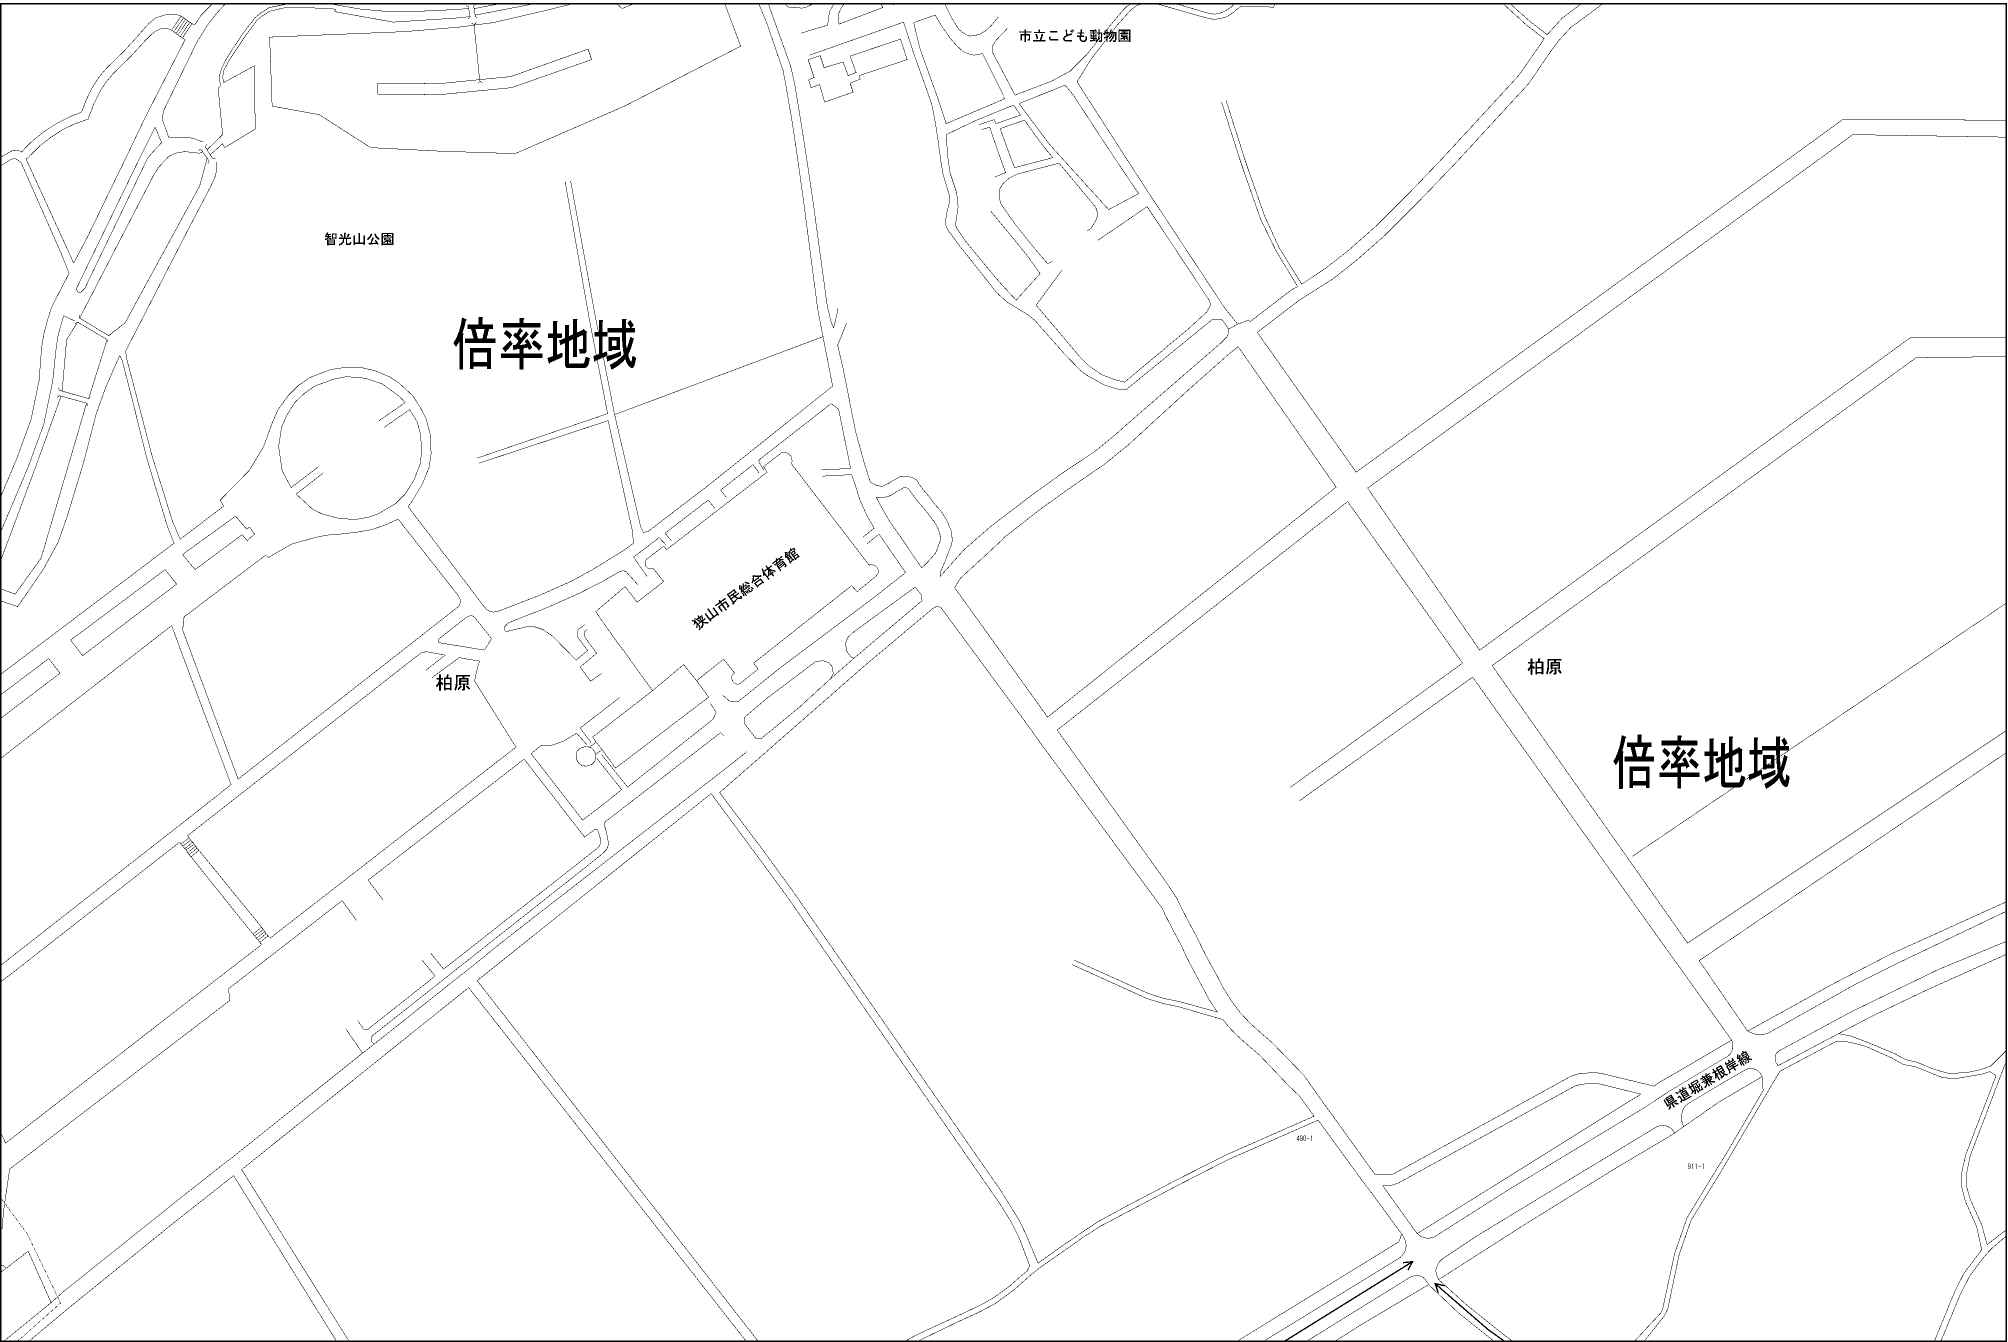 市立こども動物園
智光山公園
倍率地域
狭山市民総合体育館
柏原
柏原
倍率地域
県道堀兼根岸線
480-1
911-1